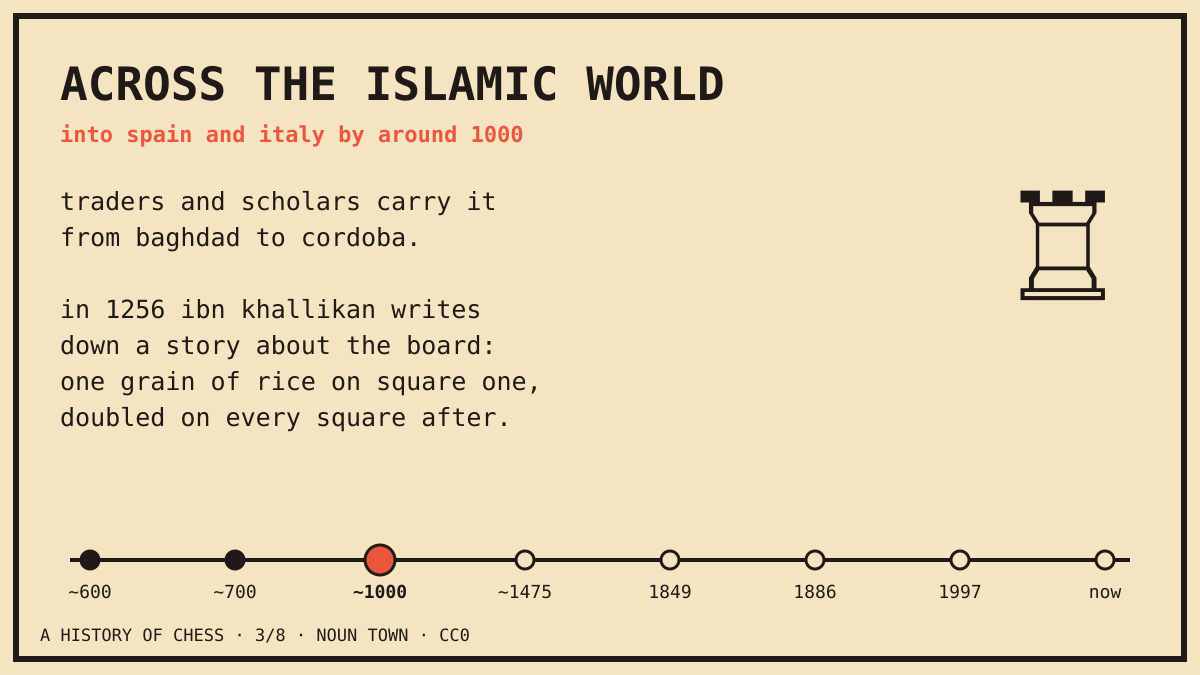 ACROSS THE ISLAMIC WORLD
into spain and italy by around 1000
traders and scholars carry it
from baghdad to cordoba.
in 1256 ibn khallikan writes
down a story about the board:
one grain of rice on square one,
doubled on every square after.
~600 ~700 ~1000 ~1475 1849 1886 1997 now
A HISTORY OF CHESS · 3/8 · NOUN TOWN · CC0